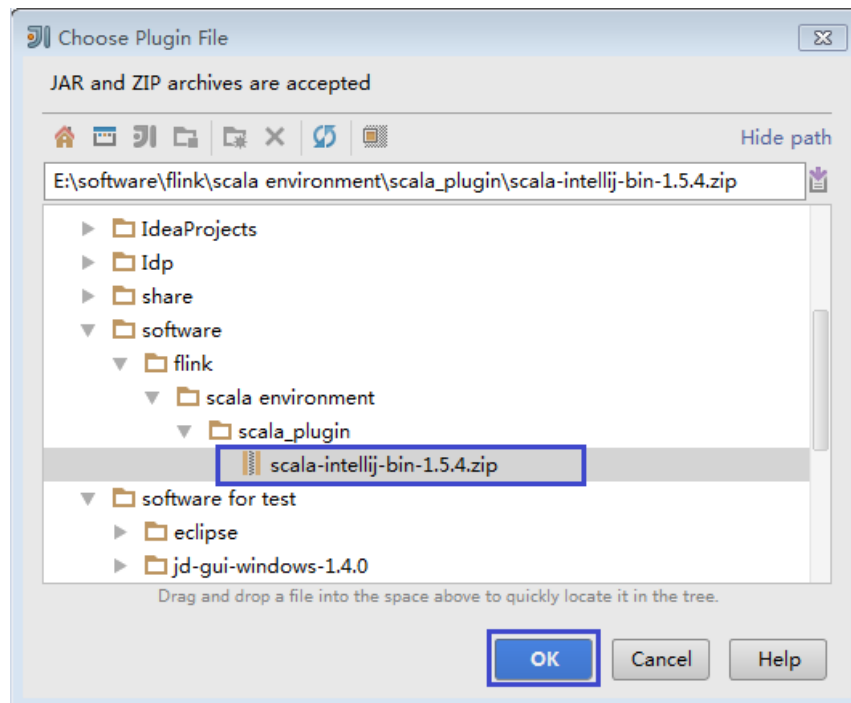 Choose Plugin File
JAR and ZIP archives are accepted
Hide path
E:\software\flink\scala environment\scala_plugin\scala-intellij-bin-1.5.4.zip
IdeaProjects
Idp
share
software
flink
scala environment
scala_plugin
scala-intellij-bin-1.5.4.zip
software for test
eclipse
jd-gui-windows-1.4.0
Drag and drop a file into the space above to quickly locate it in the tree.
OK Cancel Help